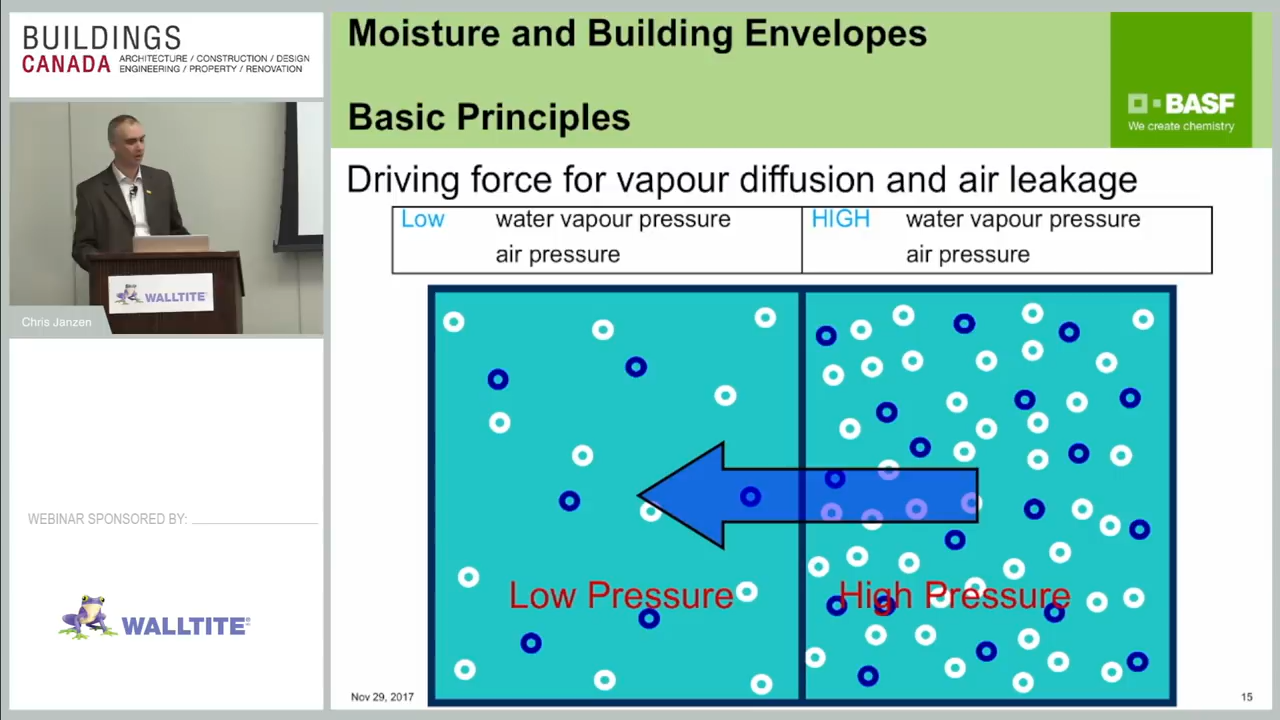 BUILDINGS
CANADA
ARCHITECTURE / CONSTRUCTION / DESIGN
ENGINEERING / PROPERTY / RENOVATION
WALLTITE
Chris Janzen
WEBINAR SPONSORED BY:
WALLTITE
Moisture and Building Envelopes
Basic Principles
BASF
We create chemistry
Driving force for vapour diffusion and air leakage
Low water vapour pressure
air pressure
HIGH water vapour pressure
air pressure
Low Pressure
High Pressure
Nov 29, 2017
15